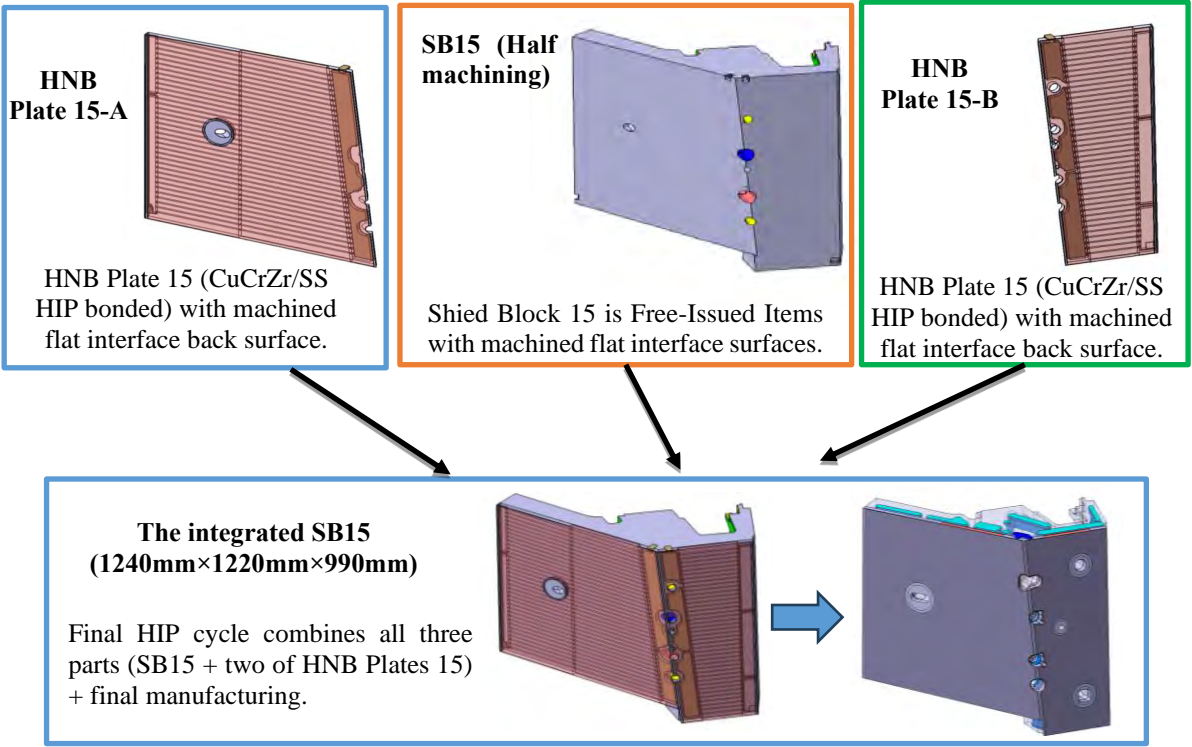 HNB
Plate 15-A
HNB Plate 15 (CuCrZr/SS
HIP bonded) with machined
flat interface back surface.
SB15 (Half
machining)
Shied Block 15 is Free-Issued Items
with machined flat interface surfaces.
HNB
Plate 15-B
HNB Plate 15 (CuCrZr/SS
HIP bonded) with machined
flat interface back surface.
The integrated SB15
(1240mm×1220mm×990mm)
Final HIP cycle combines all three
parts (SB15 + two of HNB Plates 15)
+ final manufacturing.